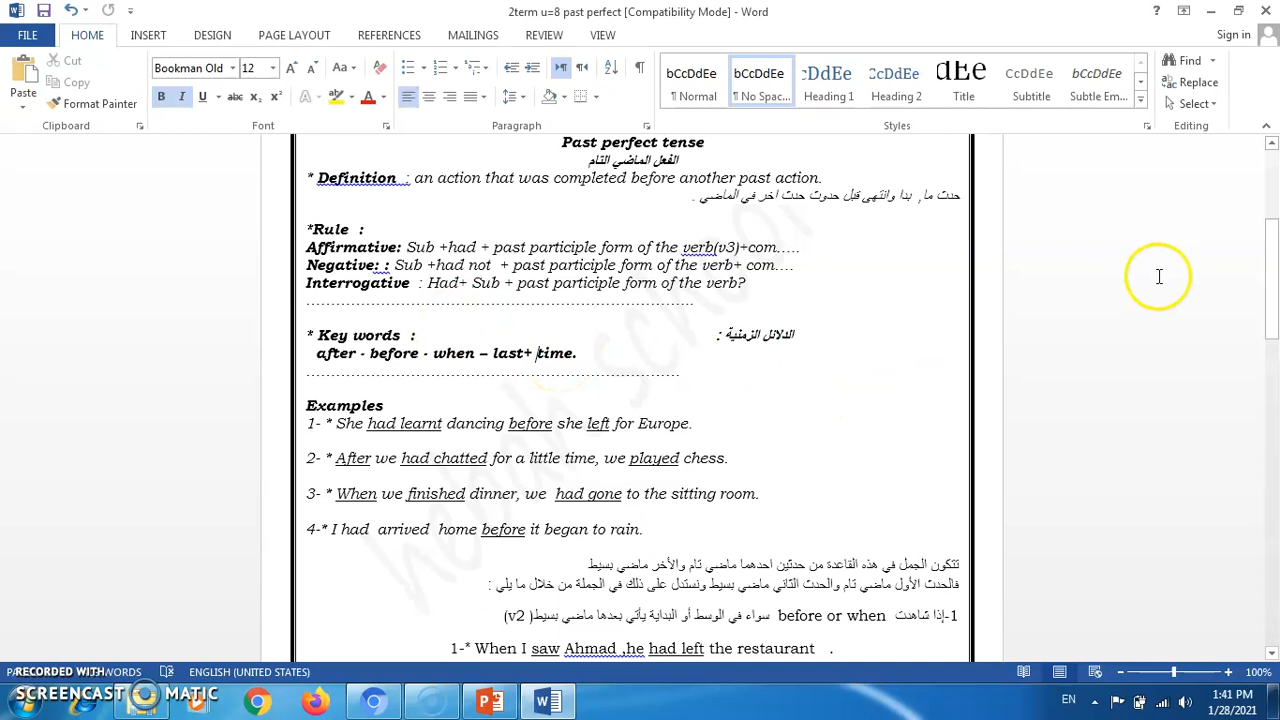 2term u=8 past perfect [Compatibility Mode] - Word
Sign in
FILE HOME INSERT DESIGN PAGE LAYOUT REFERENCES MAILINGS REVIEW VIEW
Paste Cut Copy Format Painter
Bookman Old 12
AaBbCcDdEe
¶ Normal ¶ No Spac... Heading 1 Heading 2 Title Subtitle Subtle Em...
Find Replace Select
Clipboard Font Paragraph Styles Editing
Past perfect tense
الفعل الماضي التام
* Definition : an action that was completed before another past action.
حدث ما, بدا وانتهى قبل حدوث حدث اخر في الماضي .
*Rule :
Affirmative: Sub +had + past participle form of the verb(v3)+com.....
Negative: : Sub +had not + past participle form of the verb+ com....
Interrogative : Had+ Sub + past participle form of the verb?
* Key words : الدلائل الزمنية :
after - before - when – last+ time.
Examples
1- * She had learnt dancing before she left for Europe.
2- * After we had chatted for a little time, we played chess.
3- * When we finished dinner, we had gone to the sitting room.
4-* I had arrived home before it began to rain.
تتكون الجمل في هذه القاعدة من حدثين احدهما ماضي تام والأخر ماضي بسيط
فالحدث الأول ماضي تام والحدث الثاني ماضي بسيط ونستدل على ذلك في الجملة من خلال ما يلي :
1-إذا شاهدت before or when سواء في الوسط أو البداية يأتي بعدها ماضي بسيط( v2)
1-* When I saw Ahmad ,he had left the restaurant .
WORDS ENGLISH (UNITED STATES) 100%
RECORDED WITH
SCREENCAST MATIC
EN 1:41 PM
1/28/2021